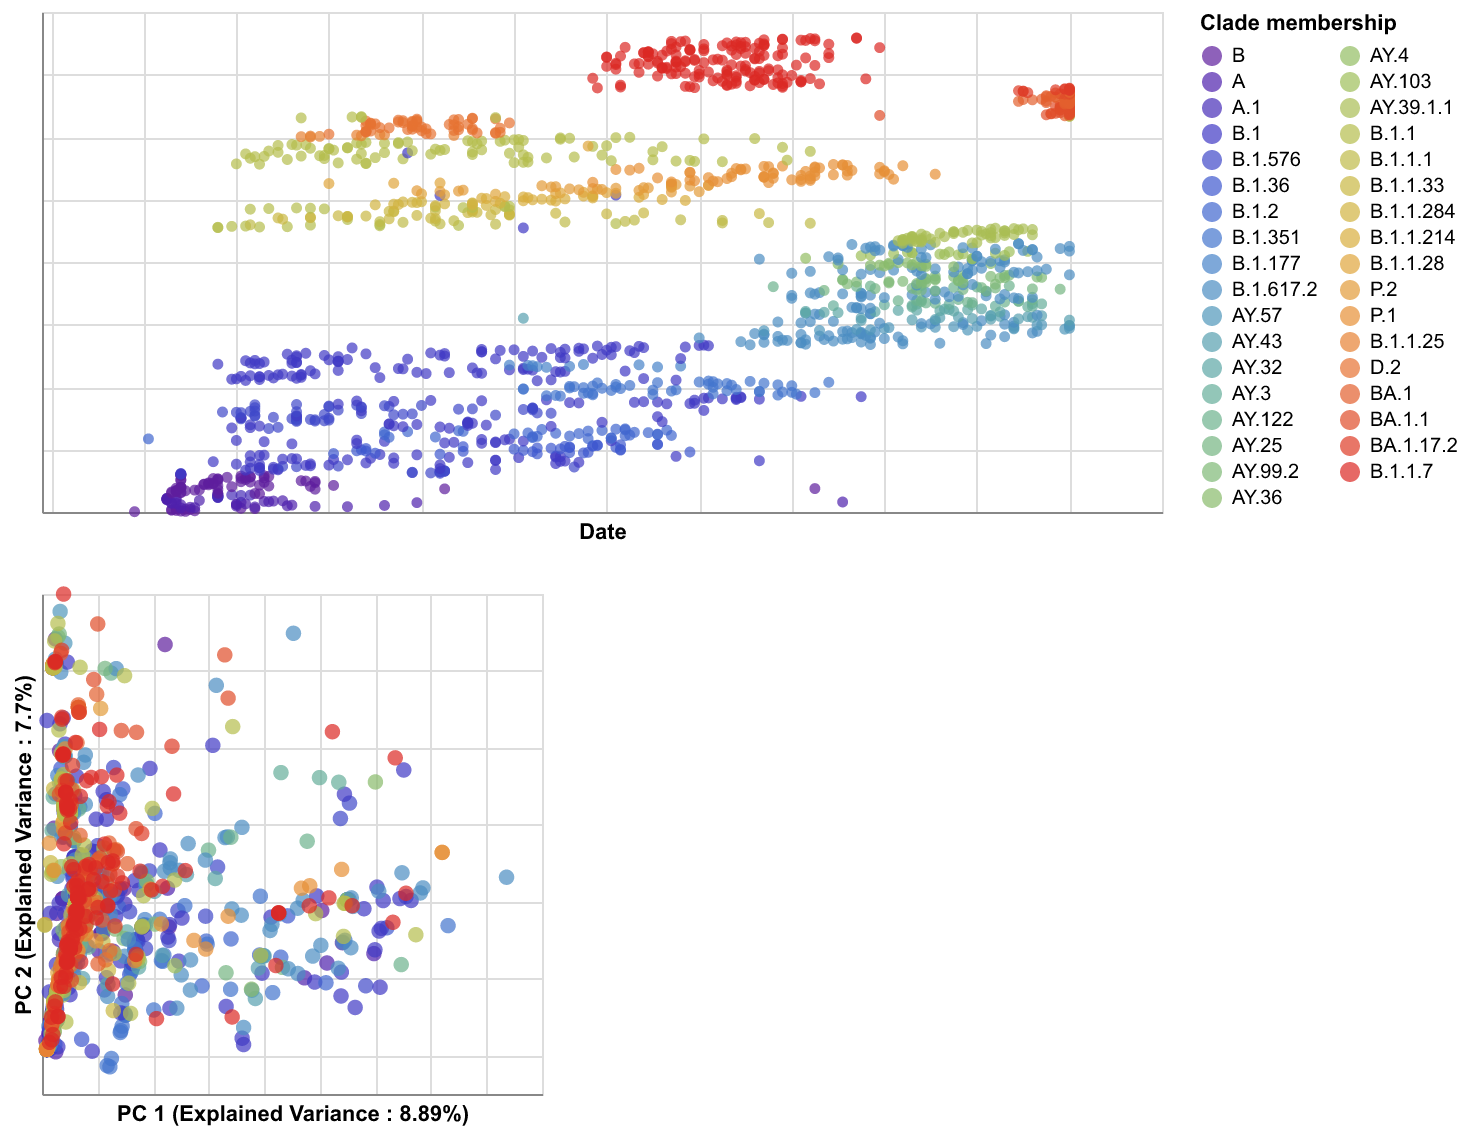 Clade membership
B
A
A.1
B.1
B.1.576
B.1.36
B.1.2
B.1.351
B.1.177
B.1.617.2
AY.57
AY.43
AY.32
AY.3
AY.122
AY.25
AY.99.2
AY.36
AY.4
AY.103
AY.39.1.1
B.1.1
B.1.1.1
B.1.1.33
B.1.1.284
B.1.1.214
B.1.1.28
P.2
P.1
B.1.1.25
D.2
BA.1
BA.1.1
BA.1.17.2
B.1.1.7
Date
PC 2 (Explained Variance : 7.7%)
PC 1 (Explained Variance : 8.89%)